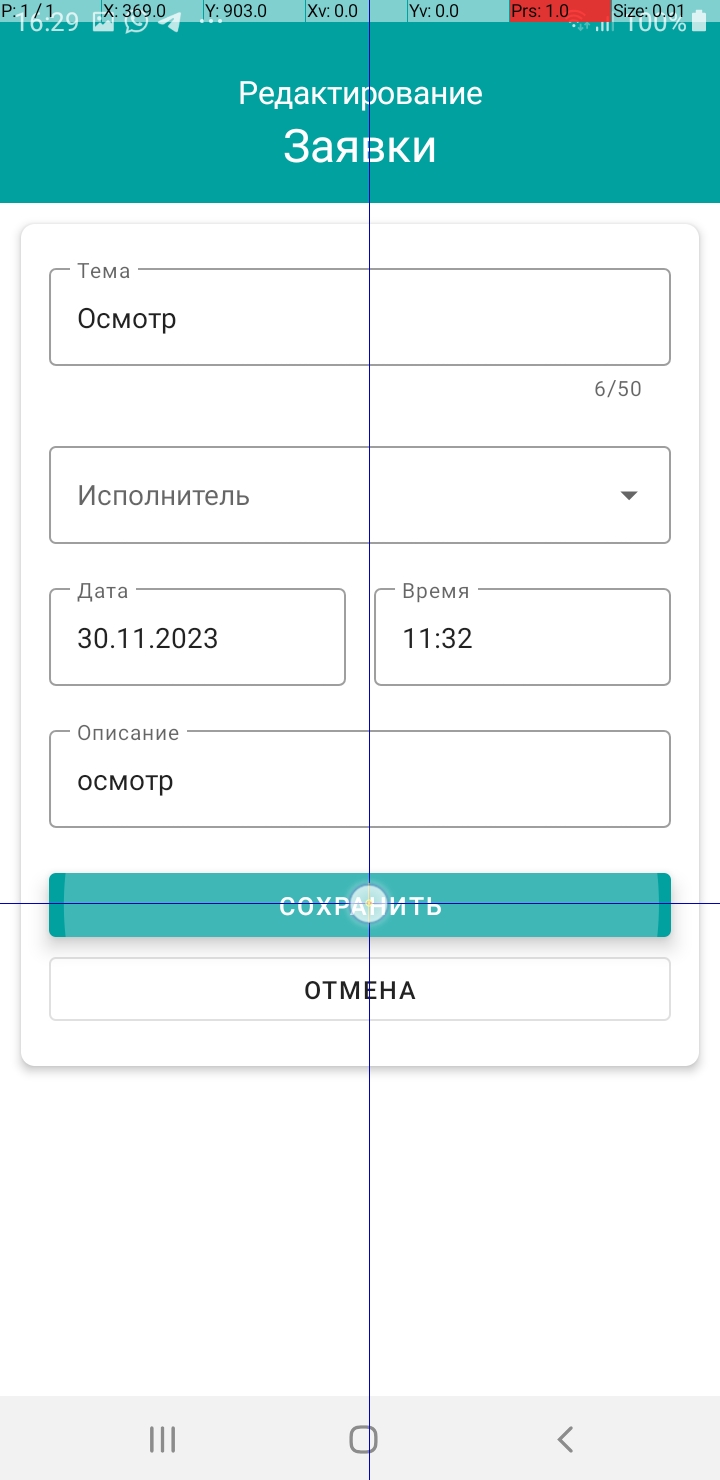 P: 1 / 1 X: 369.0 Y: 903.0 Xv: 0.0 Yv: 0.0 Prs: 1.0 Size: 0.01
16:29 100%
Редактирование
Заявки
Тема
Осмотр
6/50
Исполнитель
Дата Время
30.11.2023 11:32
Описание
осмотр
СОХРАНИТЬ
ОТМЕНА